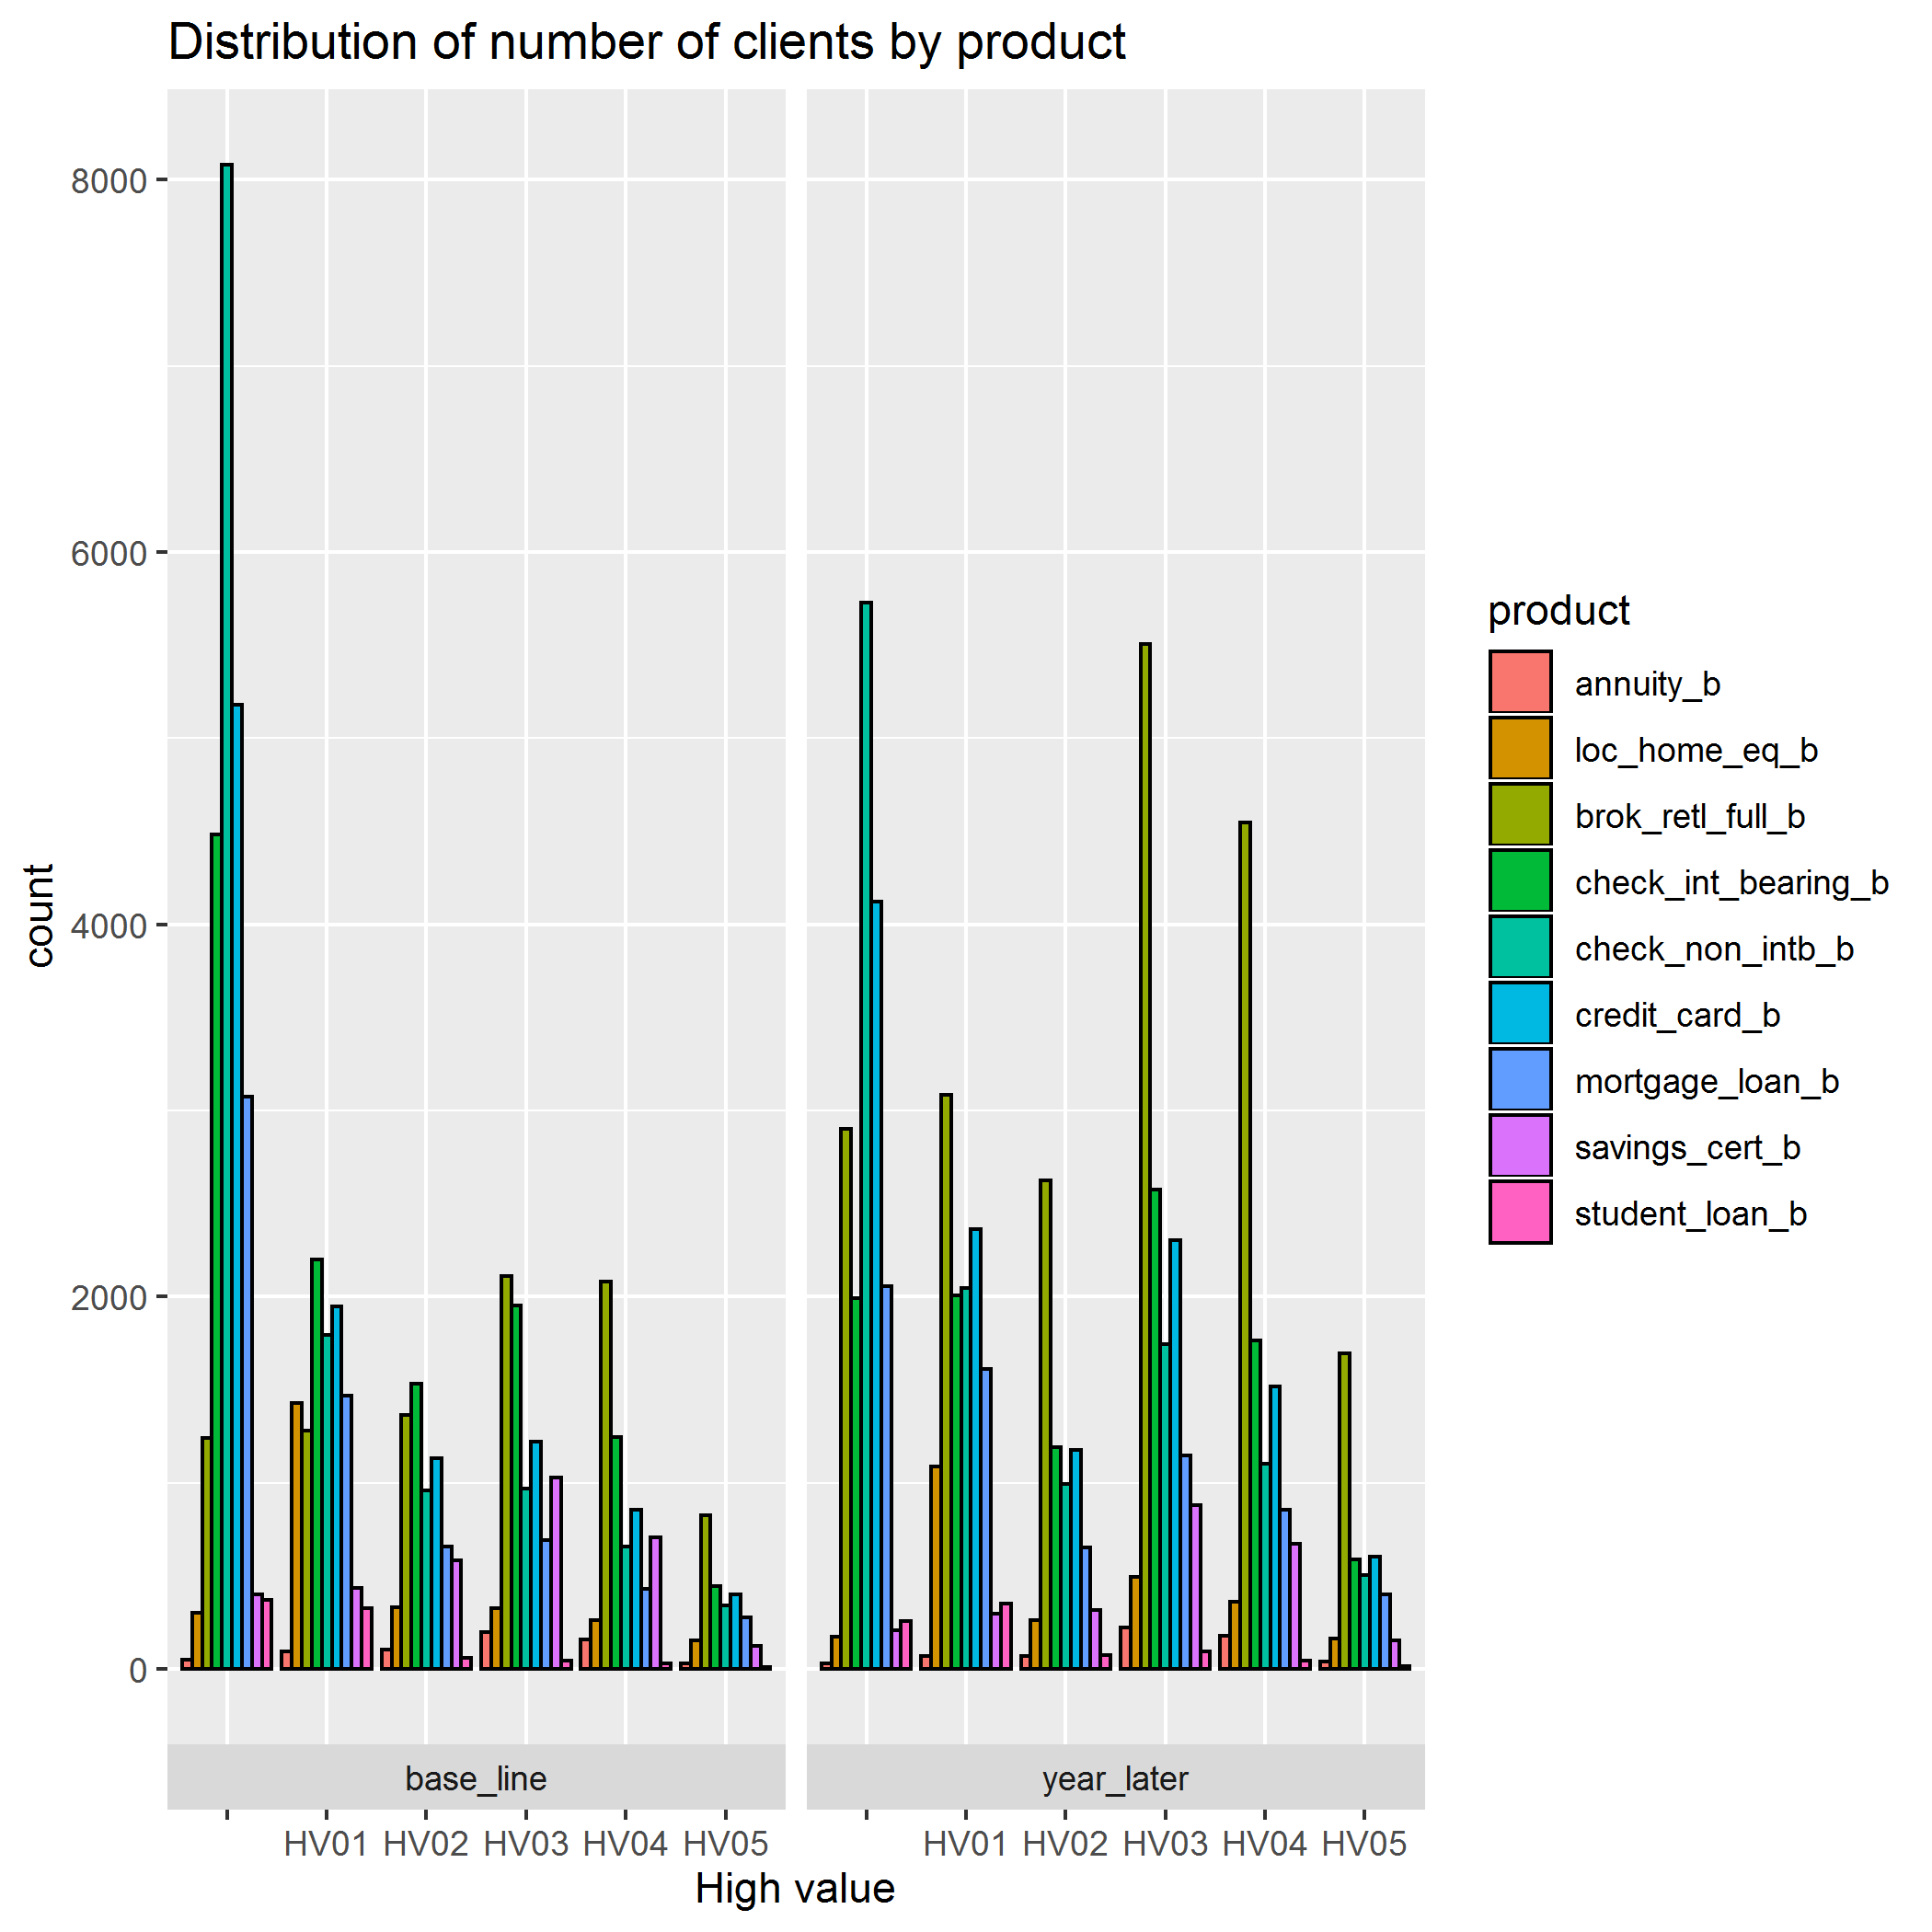 Distribution of number of clients by product
8000
6000
4000
2000
0
count
base_line
year_later
HV01 HV02 HV03 HV04 HV05
HV01 HV02 HV03 HV04 HV05
High value
product
annuity_b
loc_home_eq_b
brok_retl_full_b
check_int_bearing_b
check_non_intb_b
credit_card_b
mortgage_loan_b
savings_cert_b
student_loan_b